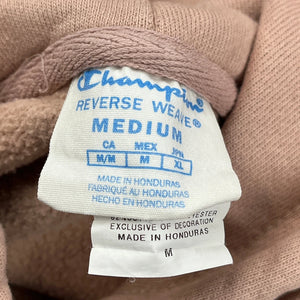 Champion
REVERSE WEAVE®
MEDIUM
CA MEX JPN
M/M M XL
MADE IN HONDURAS
FABRIQUÉ AU HONDURAS
HECHO EN HONDURAS
EXCLUSIVE OF DECORATION
MADE IN HONDURAS
M